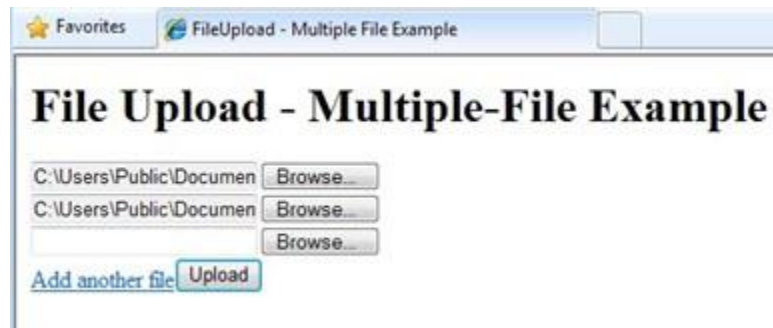 Favorites FileUpload - Multiple File Example
File Upload - Multiple-File Example
C:\Users\Public\Documen Browse...
C:\Users\Public\Documen Browse...
Browse...
Add another file Upload